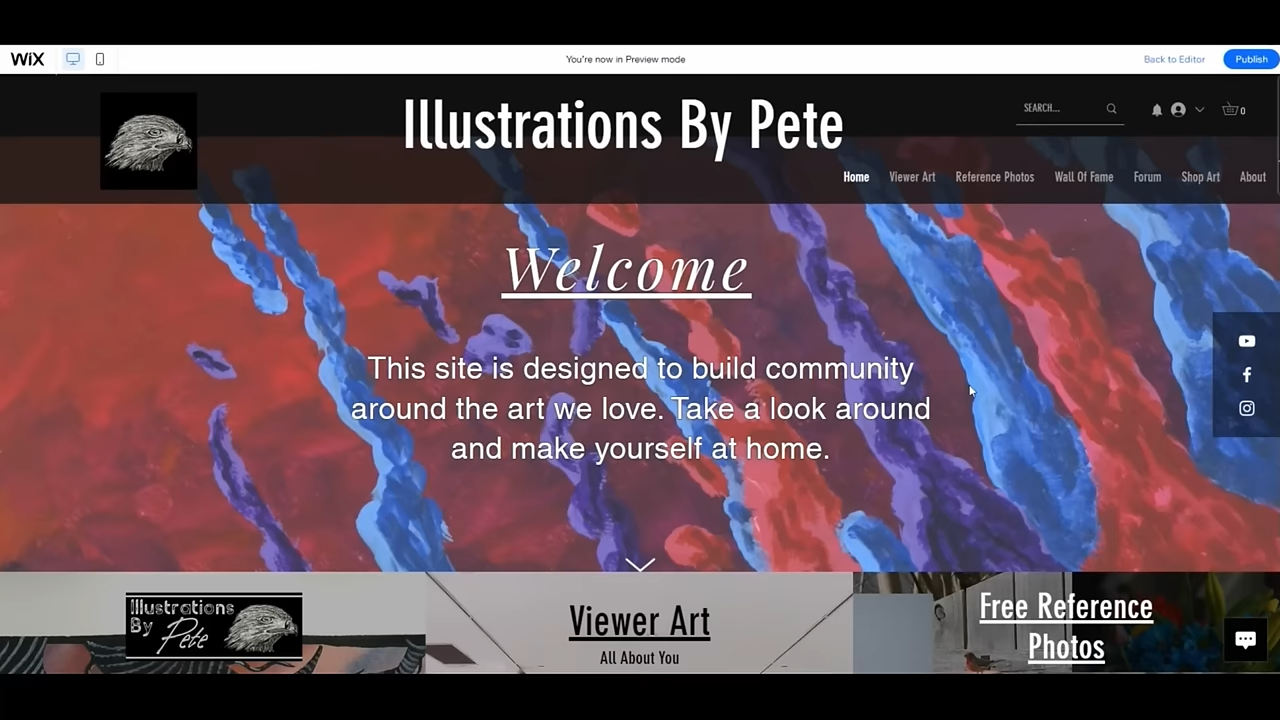 WiX
You're now in Preview mode
Back to Editor
Publish
Illustrations By Pete
SEARCH...
0
Home
Viewer Art
Reference Photos
Wall Of Fame
Forum
Shop Art
About
Welcome
This site is designed to build community
around the art we love. Take a look around
and make yourself at home.
Illustrations
By Pete
Viewer Art
All About You
Free Reference
Photos